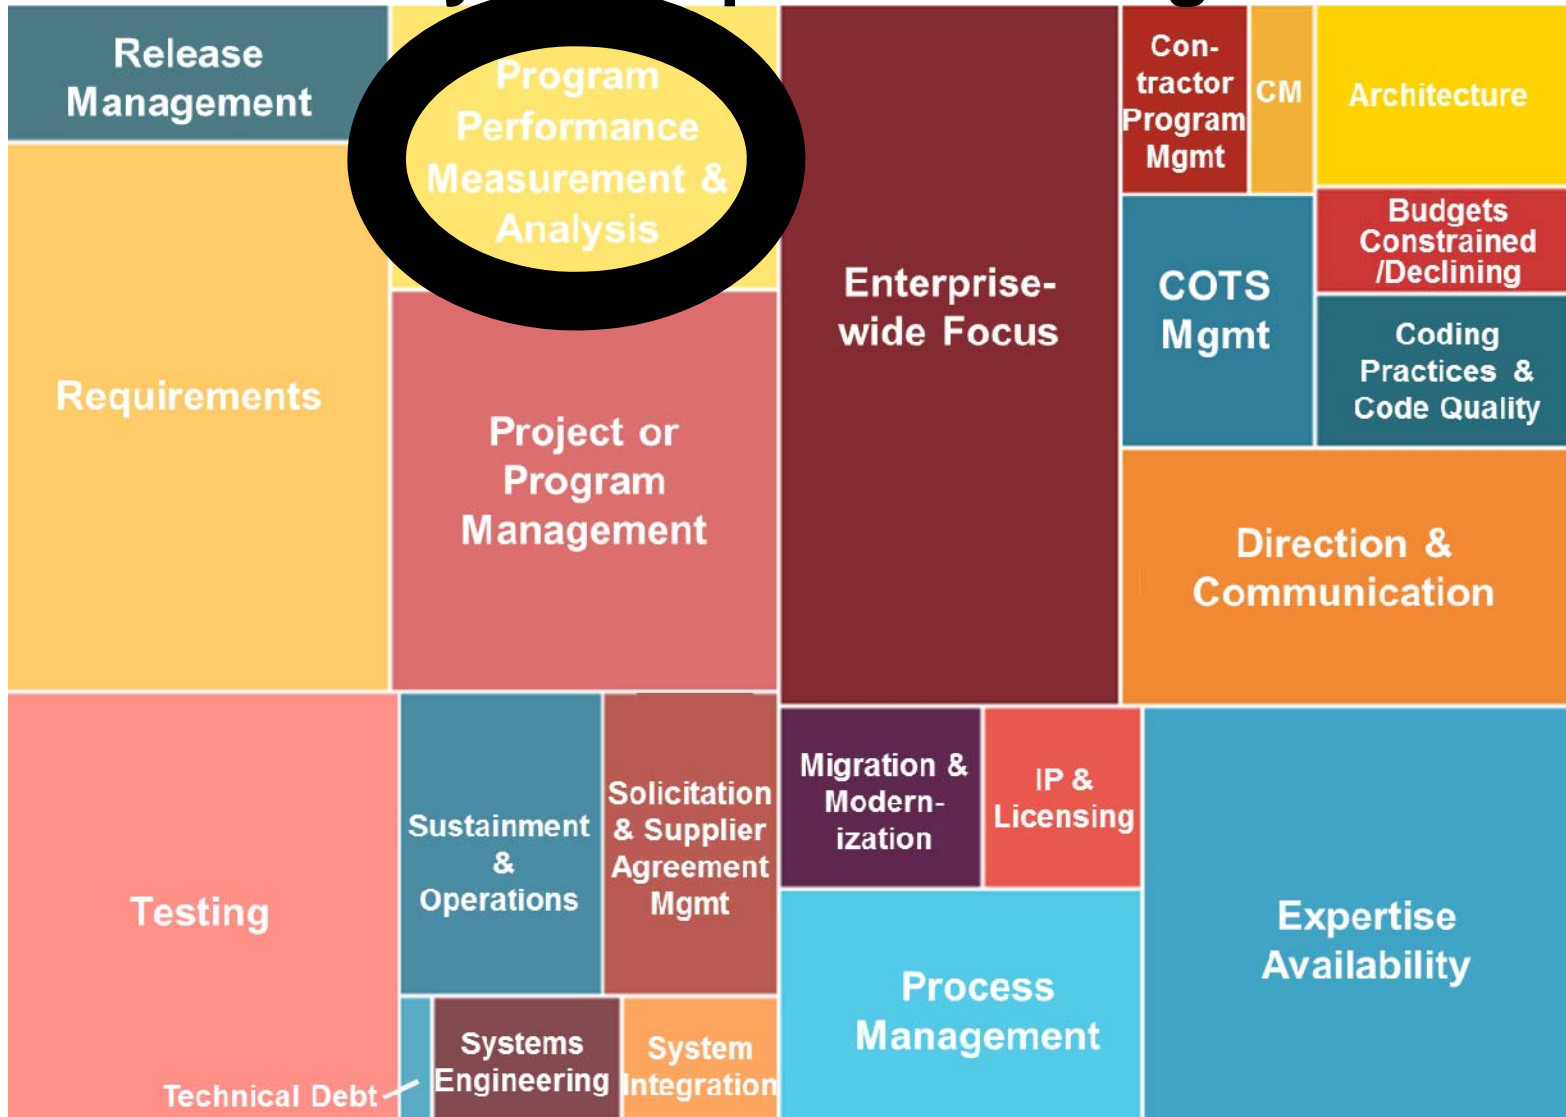 Release
Management
Program
Performance
Measurement &
Analysis
Requirements
Project or
Program
Management
Enterprise-
wide Focus
Con-
tractor
Program
Mgmt
CM
Architecture
Budgets
Constrained
/Declining
COTS
Mgmt
Coding
Practices &
Code Quality
Direction &
Communication
Testing
Sustainment
&
Operations
Solicitation
& Supplier
Agreement
Mgmt
Technical Debt
Systems
Engineering
System
Integration
Migration &
Modern-
ization
IP &
Licensing
Process
Management
Expertise
Availability